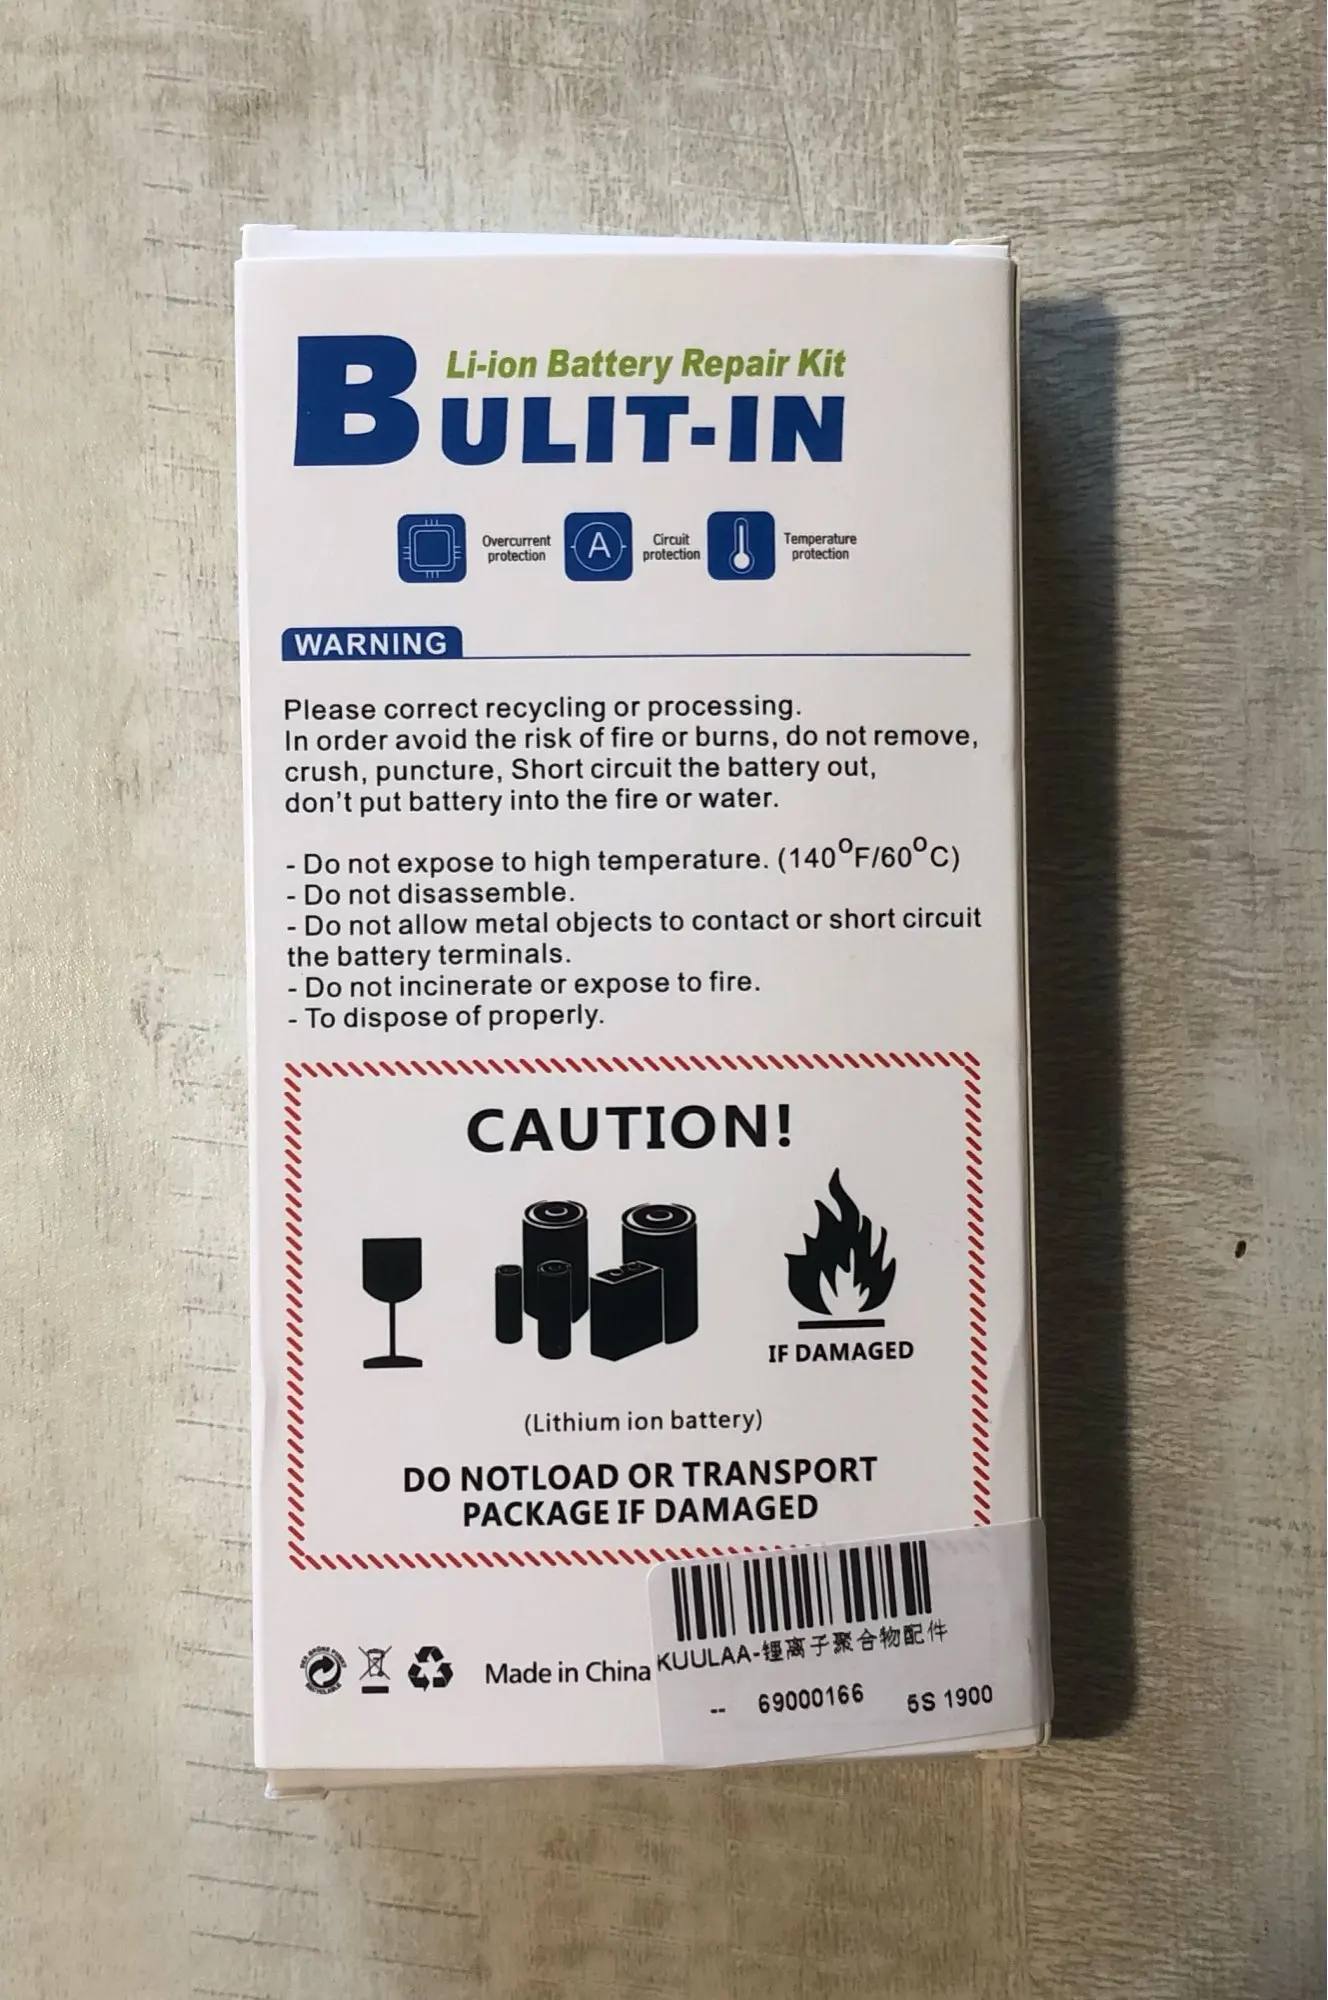 Li-ion Battery Repair Kit
BULIT-IN
Overcurrent
protection
A
Circuit
protection
Temperature
protection
WARNING
Please correct recycling or processing.
In order avoid the risk of fire or burns, do not remove,
crush, puncture, Short circuit the battery out,
don't put battery into the fire or water.
- Do not expose to high temperature. (140°F/60°C)
- Do not disassemble.
- Do not allow metal objects to contact or short circuit
the battery terminals.
- Do not incinerate or expose to fire.
- To dispose of properly.
CAUTION!
IF DAMAGED
(Lithium ion battery)
DO NOTLOAD OR TRANSPORT
PACKAGE IF DAMAGED
DER GRÜNE PUNKT
RECYCLABLE
Made in China
KUULAA-锂离子聚合物配件
-- 69000166 5S 1900